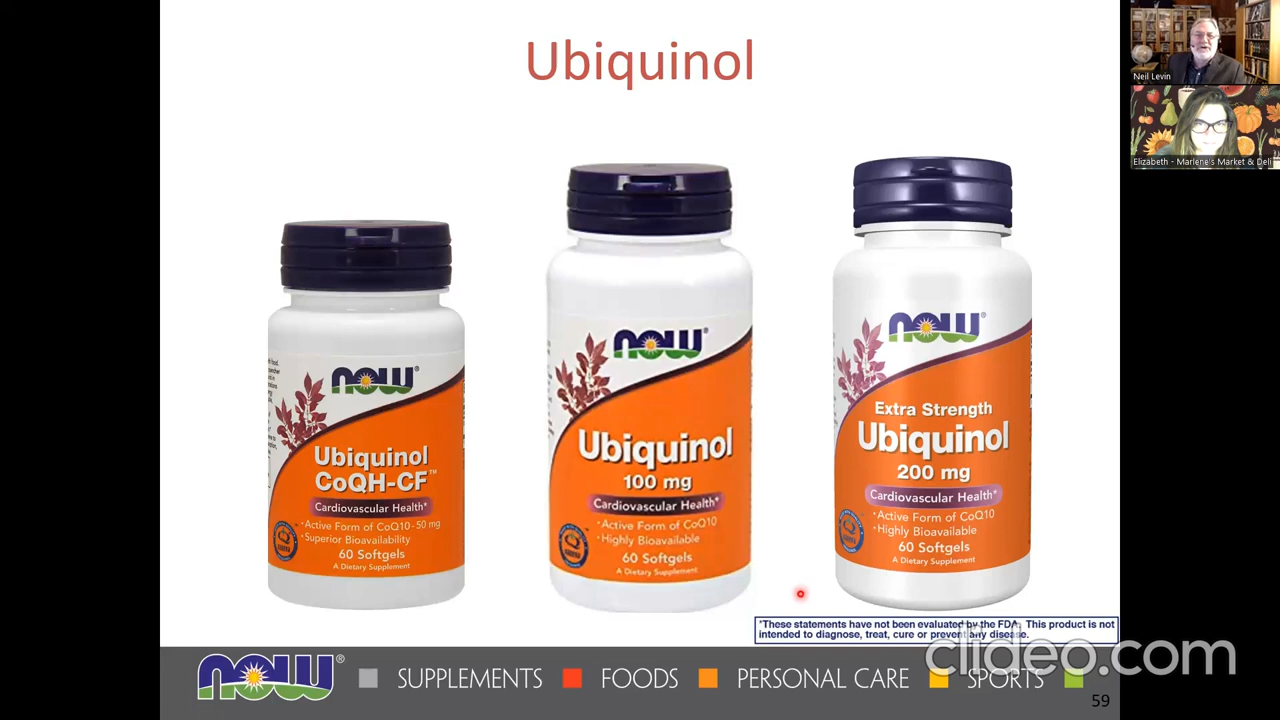 Ubiquinol
Neil Levin
Elizabeth - Marlene's Market & Deli
NOW®
Ubiquinol
CoQH-CF™
Cardiovascular Health*
• Active Form of CoQ10 - 50 mg
• Superior Bioavailability
60 Softgels
A Dietary Supplement
NOW®
Ubiquinol
100 mg
Cardiovascular Health*
• Active Form of CoQ10
• Highly Bioavailable
60 Softgels
A Dietary Supplement
NOW®
Extra Strength
Ubiquinol
200 mg
Cardiovascular Health*
• Active Form of CoQ10
• Highly Bioavailable
60 Softgels
A Dietary Supplement
*These statements have not been evaluated by the FDA. This product is not
intended to diagnose, treat, cure or prevent any disease.
clideo.com
NOW® SUPPLEMENTS FOODS PERSONAL CARE SPORTS
59